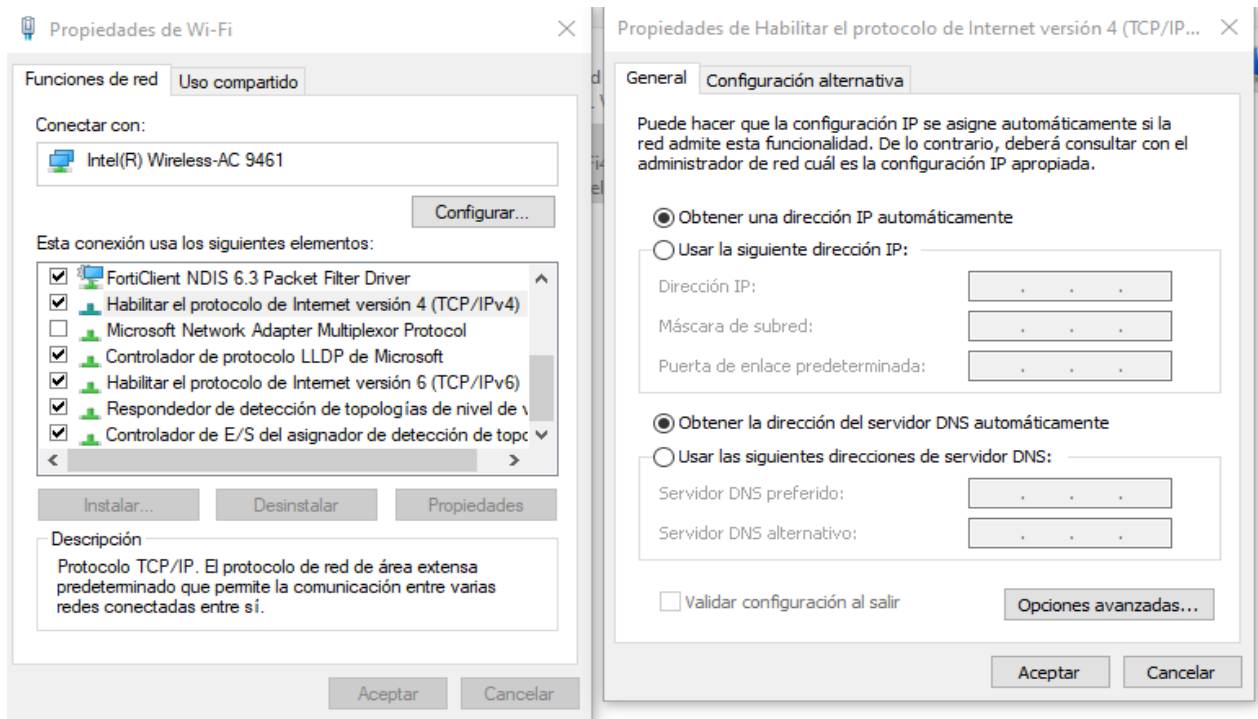 Propiedades de Wi-Fi
Funciones de red
Uso compartido
Conectar con:
Intel(R) Wireless-AC 9461
Configurar...
Esta conexión usa los siguientes elementos:
FortiClient NDIS 6.3 Packet Filter Driver
Habilitar el protocolo de Internet versión 4 (TCP/IPv4)
Microsoft Network Adapter Multiplexor Protocol
Controlador de protocolo LLDP de Microsoft
Habilitar el protocolo de Internet versión 6 (TCP/IPv6)
Respondedor de detección de topologías de nivel de
Controlador de E/S del asignador de detección de
Instalar...
Desinstalar
Propiedades
Descripción
Protocolo TCP/IP. El protocolo de red de área extensa
predeterminado que permite la comunicación entre varias
redes conectadas entre sí.
Aceptar
Cancelar
Propiedades de Habilitar el protocolo de Internet versión 4 (TCP/IP...
General
Configuración alternativa
Puede hacer que la configuración IP se asigne automáticamente si la
red admite esta funcionalidad. De lo contrario, deberá consultar con el
administrador de red cuál es la configuración IP apropiada.
Obtener una dirección IP automáticamente
Usar la siguiente dirección IP:
Dirección IP:
Máscara de subred:
Puerta de enlace predeterminada:
Obtener la dirección del servidor DNS automáticamente
Usar las siguientes direcciones de servidor DNS:
Servidor DNS preferido:
Servidor DNS alternativo:
Validar configuración al salir
Opciones avanzadas...
Aceptar
Cancelar